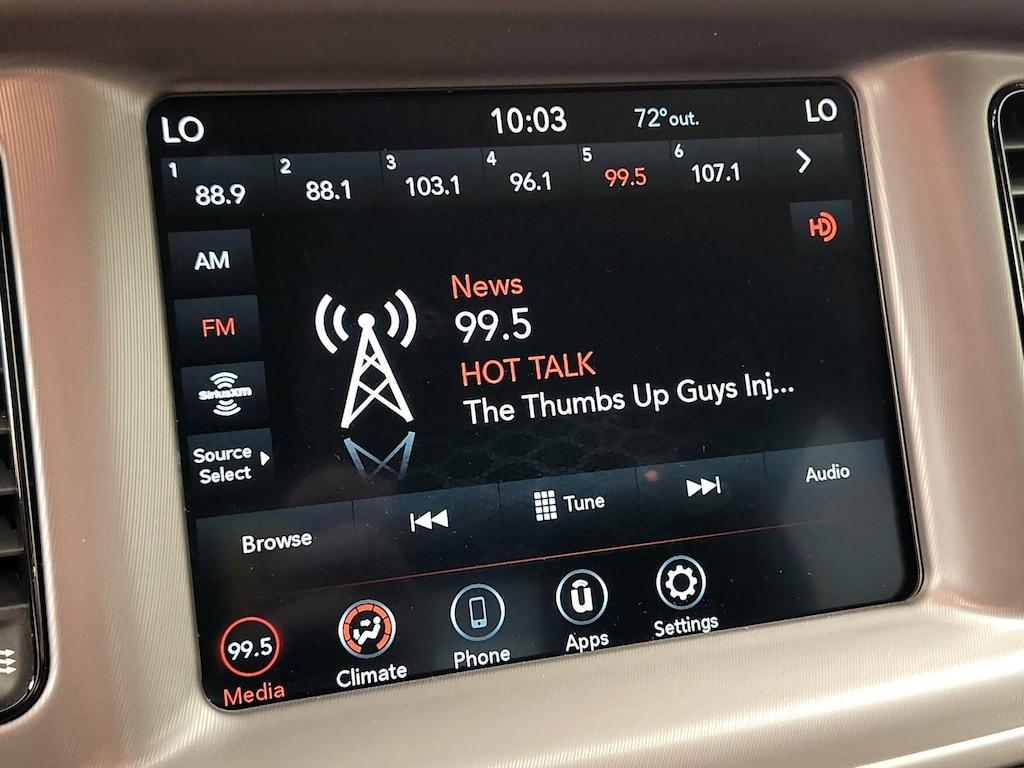 LO 10:03 72° out. LO
1 88.9 2 88.1 3 103.1 4 96.1 5 99.5 6 107.1
HD
AM
FM
SiriusXM
Source
Select
News
99.5
HOT TALK
The Thumbs Up Guys Inj...
Browse Tune Audio
99.5
Media Climate Phone Apps Settings